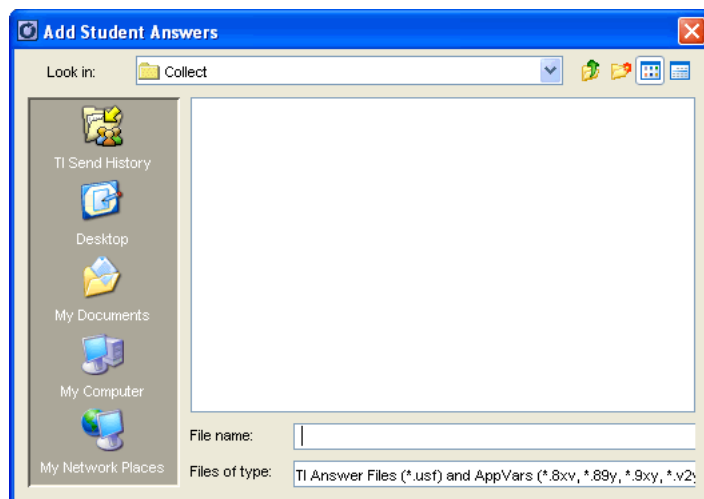 Add Student Answers
Look in:
Collect
TI Send History
Desktop
My Documents
My Computer
My Network Places
File name:
Files of type:
TI Answer Files (*.usf) and AppVars (*.8xv, *.89y, *.9xy, *.v2y